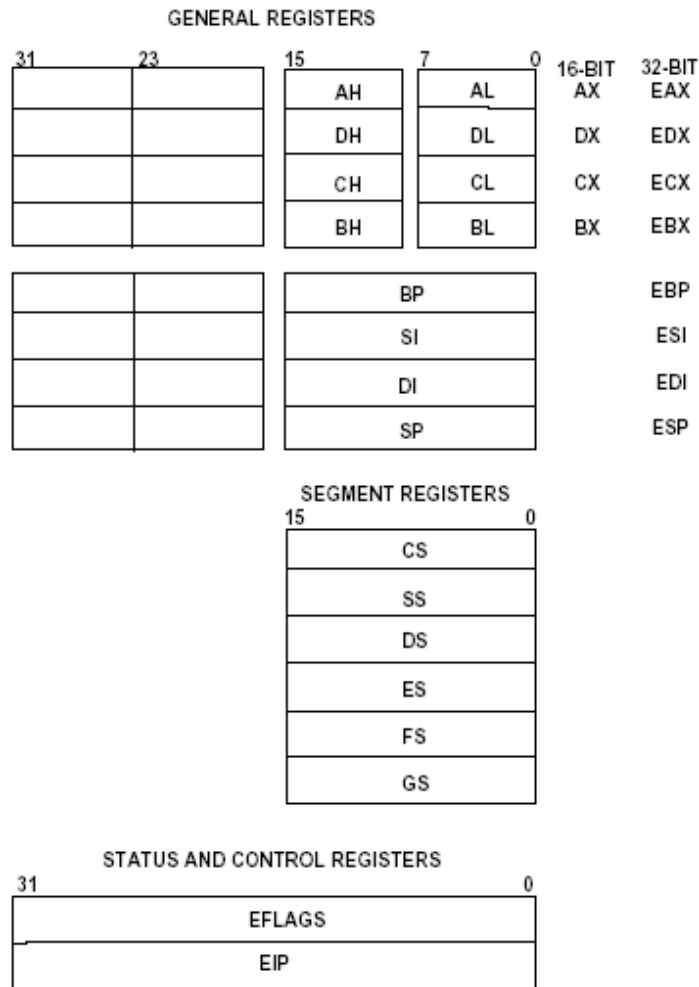 GENERAL REGISTERS
31 23 15 7 0 16-BIT 32-BIT
AH AL AX EAX
DH DL DX EDX
CH CL CX ECX
BH BL BX EBX
BP EBP
SI ESI
DI EDI
SP ESP
SEGMENT REGISTERS
15 0
CS
SS
DS
ES
FS
GS
STATUS AND CONTROL REGISTERS
31 0
EFLAGS
EIP